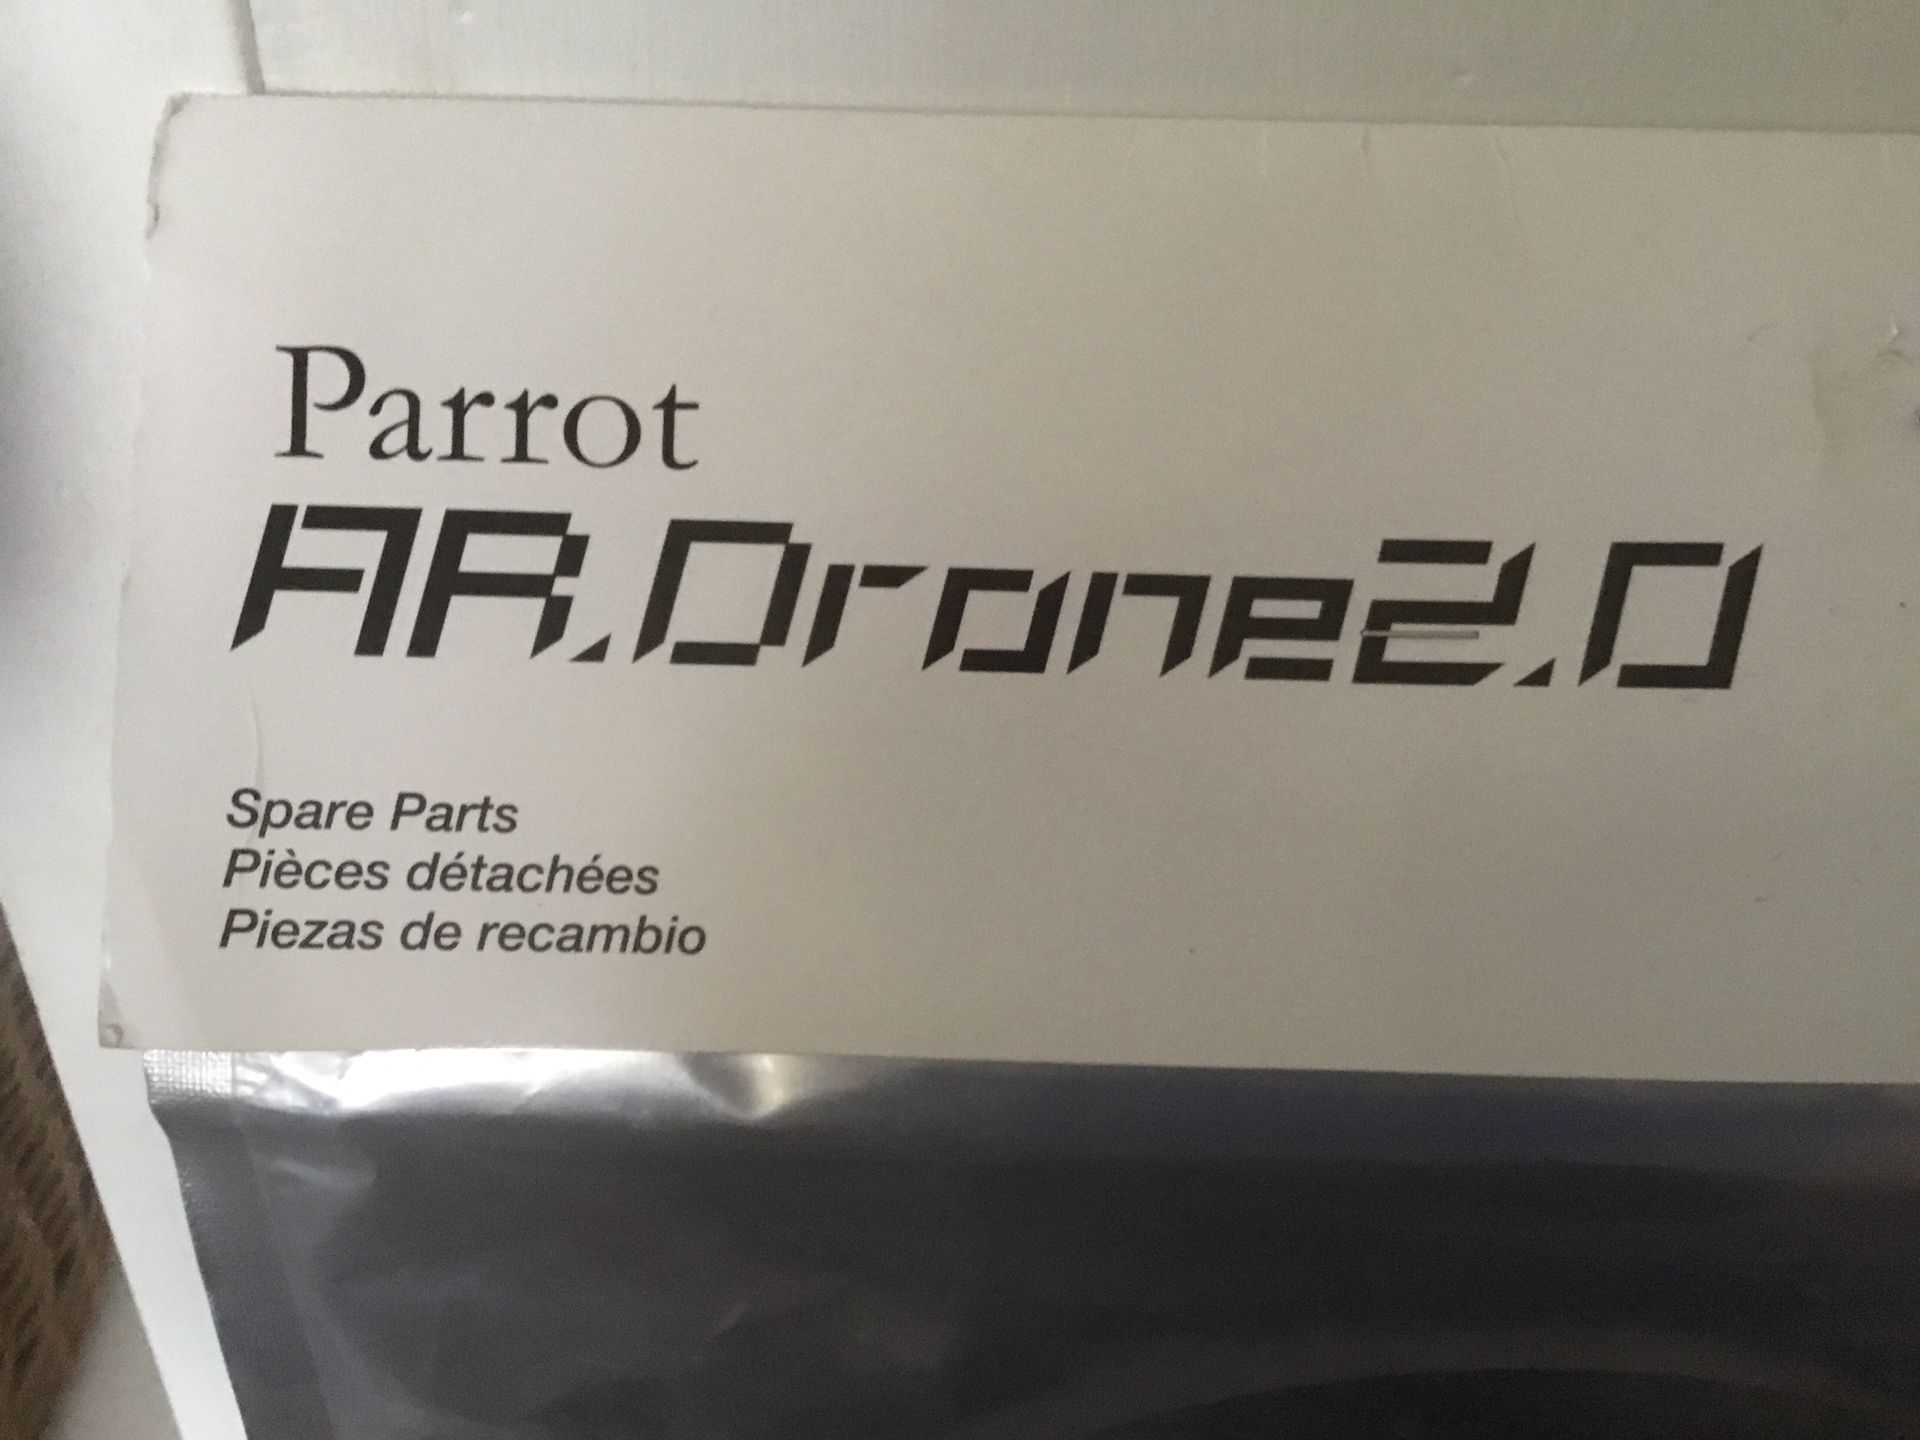 Parrot
AR.Drone2.0
Spare Parts
Pièces détachées
Piezas de recambio